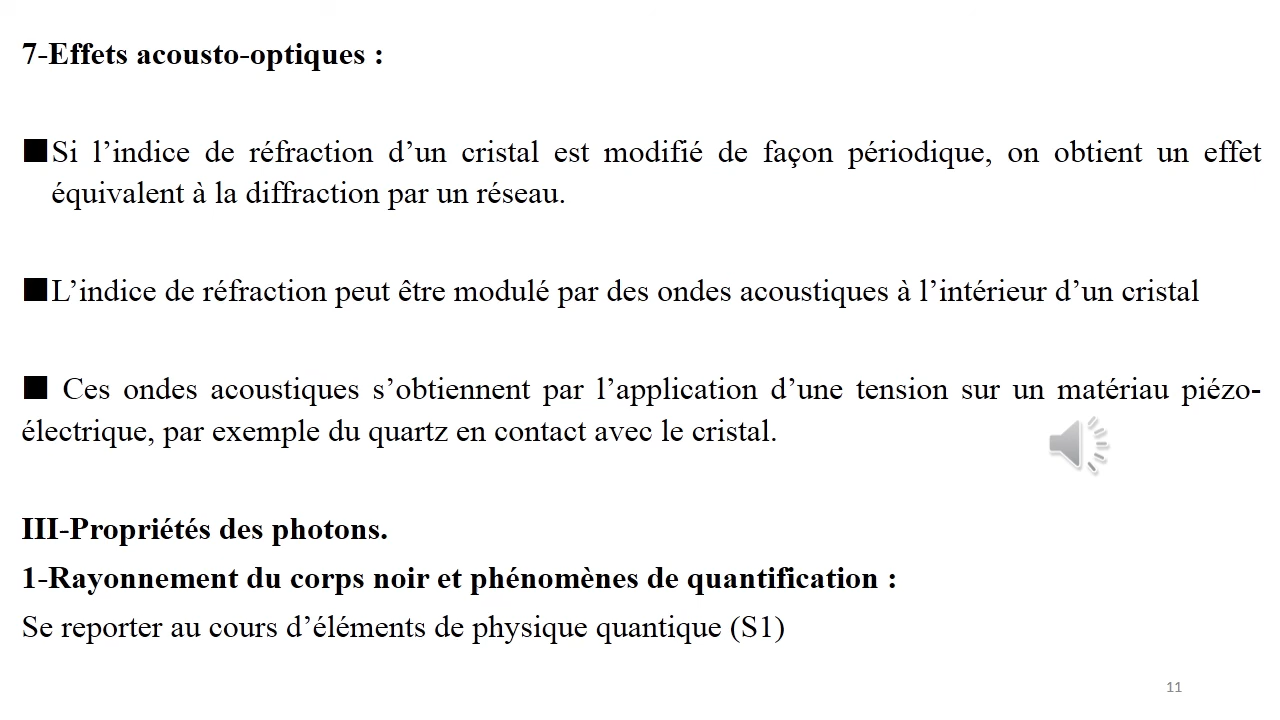 7-Effets acousto-optiques :
■Si l’indice de réfraction d’un cristal est modifié de façon périodique, on obtient un effet
équivalent à la diffraction par un réseau.
■L’indice de réfraction peut être modulé par des ondes acoustiques à l’intérieur d’un cristal
■ Ces ondes acoustiques s’obtiennent par l’application d’une tension sur un matériau piézo-
électrique, par exemple du quartz en contact avec le cristal.
III-Propriétés des photons.
1-Rayonnement du corps noir et phénomènes de quantification :
Se reporter au cours d’éléments de physique quantique (S1)
11